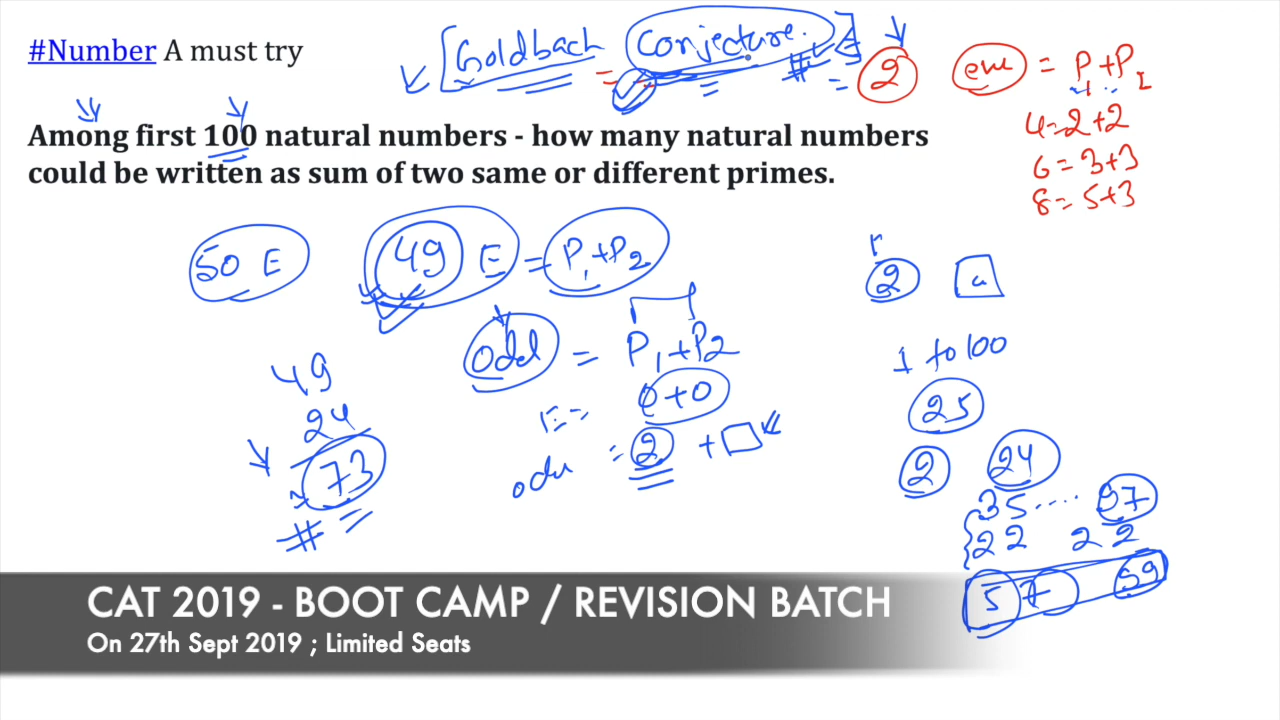 #Number A must try
[Goldbach Conjecture.] # = 2
even = P1 + P2
4=2+2
6=3+3
8=5+3
Among first 100 natural numbers - how many natural numbers
could be written as sum of two same or different primes.
50 E
49 E = P1+P2
2
odd = P1+P2
E = O+O
odd = 2 +
49
24
73
#
1 to 100
25
2 24
3 5 .... 97
2 2 2 2
5 7 99
CAT 2019 - BOOT CAMP / REVISION BATCH
On 27th Sept 2019 ; Limited Seats